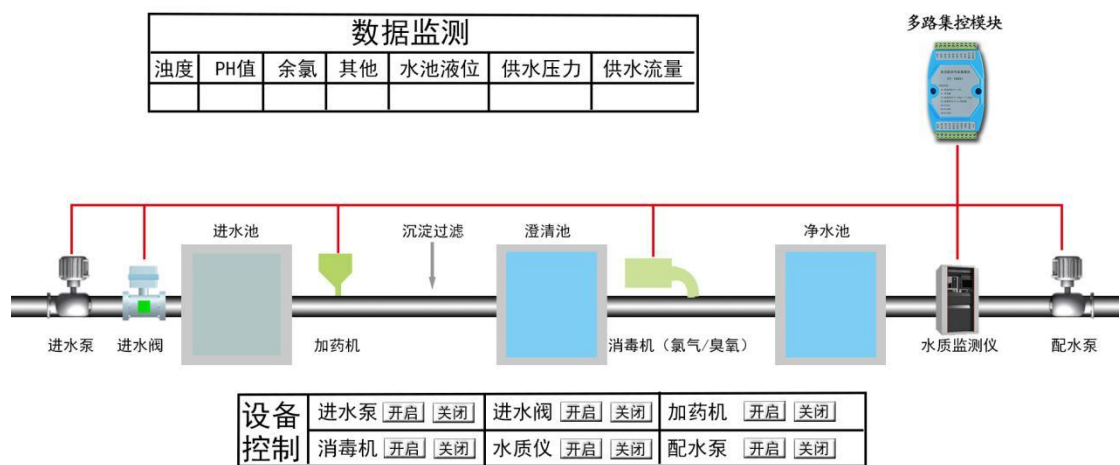 多路集控模块
数据监测
浊度 PH值 余氯 其他 水池液位 供水压力 供水流量
进水池 沉淀过滤 澄清池 净水池
进水泵 进水阀 加药机 消毒机（氯气/臭氧） 水质监测仪 配水泵
设备控制
进水泵 开启 关闭 进水阀 开启 关闭 加药机 开启 关闭
消毒机 开启 关闭 水质仪 开启 关闭 配水泵 开启 关闭